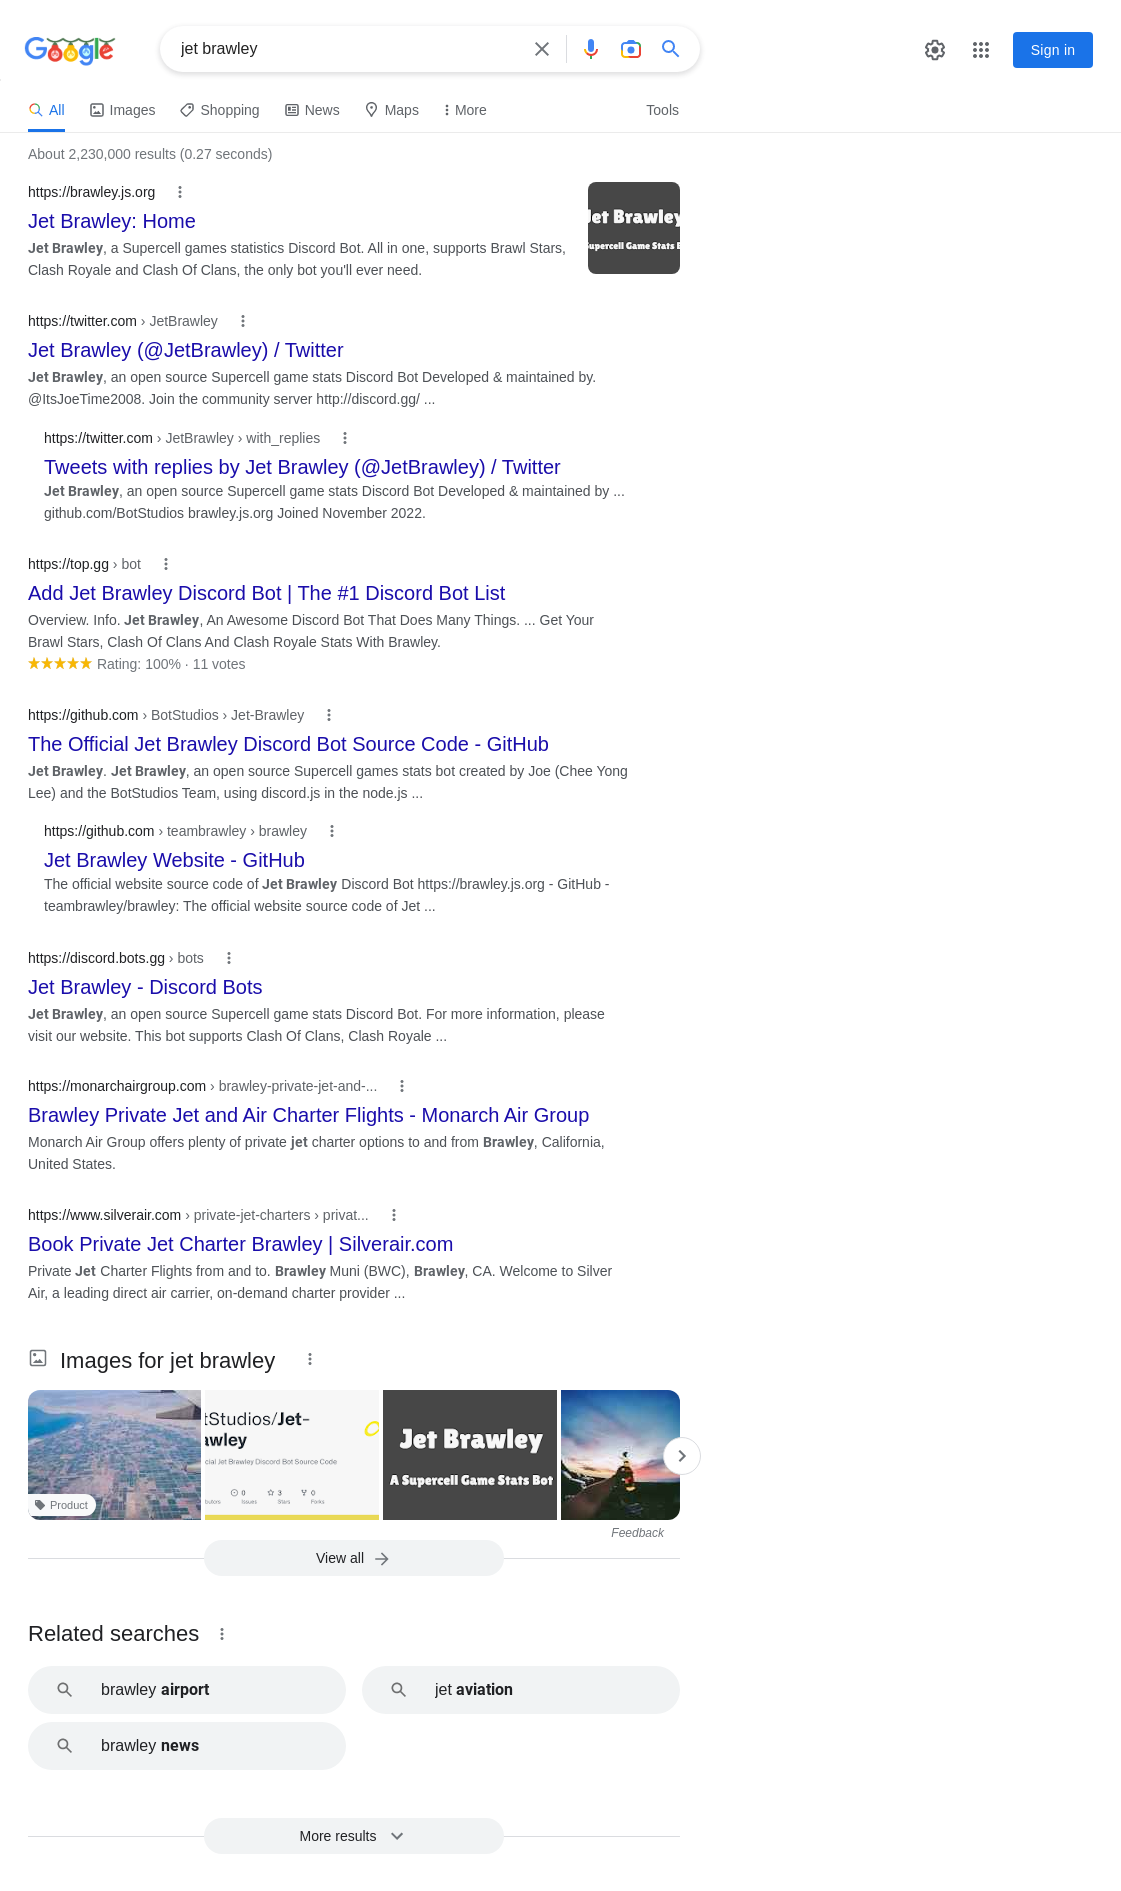 Google
jet brawley
Sign in
All
Images
Shopping
News
Maps
More
Tools
About 2,230,000 results (0.27 seconds)
https://brawley.js.org
Jet Brawley: Home
Jet Brawley, a Supercell games statistics Discord Bot. All in one, supports Brawl Stars,
Clash Royale and Clash Of Clans, the only bot you'll ever need.
Jet Brawley
Supercell Game Stats B
https://twitter.com › JetBrawley
Jet Brawley (@JetBrawley) / Twitter
Jet Brawley, an open source Supercell game stats Discord Bot Developed & maintained by.
@ItsJoeTime2008. Join the community server http://discord.gg/ ...
https://twitter.com › JetBrawley › with_replies
Tweets with replies by Jet Brawley (@JetBrawley) / Twitter
Jet Brawley, an open source Supercell game stats Discord Bot Developed & maintained by ...
github.com/BotStudios brawley.js.org Joined November 2022.
https://top.gg › bot
Add Jet Brawley Discord Bot | The #1 Discord Bot List
Overview. Info. Jet Brawley, An Awesome Discord Bot That Does Many Things. ... Get Your
Brawl Stars, Clash Of Clans And Clash Royale Stats With Brawley.
Rating: 100% · 11 votes
https://github.com › BotStudios › Jet-Brawley
The Official Jet Brawley Discord Bot Source Code - GitHub
Jet Brawley. Jet Brawley, an open source Supercell games stats bot created by Joe (Chee Yong
Lee) and the BotStudios Team, using discord.js in the node.js ...
https://github.com › teambrawley › brawley
Jet Brawley Website - GitHub
The official website source code of Jet Brawley Discord Bot https://brawley.js.org - GitHub -
teambrawley/brawley: The official website source code of Jet ...
https://discord.bots.gg › bots
Jet Brawley - Discord Bots
Jet Brawley, an open source Supercell game stats Discord Bot. For more information, please
visit our website. This bot supports Clash Of Clans, Clash Royale ...
https://monarchairgroup.com › brawley-private-jet-and-...
Brawley Private Jet and Air Charter Flights - Monarch Air Group
Monarch Air Group offers plenty of private jet charter options to and from Brawley, California,
United States.
https://www.silverair.com › private-jet-charters › privat...
Book Private Jet Charter Brawley | Silverair.com
Private Jet Charter Flights from and to. Brawley Muni (BWC), Brawley, CA. Welcome to Silver
Air, a leading direct air carrier, on-demand charter provider ...
Images for jet brawley
Product
tStudios/Jet-
awley
cial Jet Brawley Discord Bot Source Code
0 3 0
butors Issues Stars Forks
Jet Brawley
A Supercell Game Stats Bot
Feedback
View all
Related searches
brawley airport
jet aviation
brawley news
More results